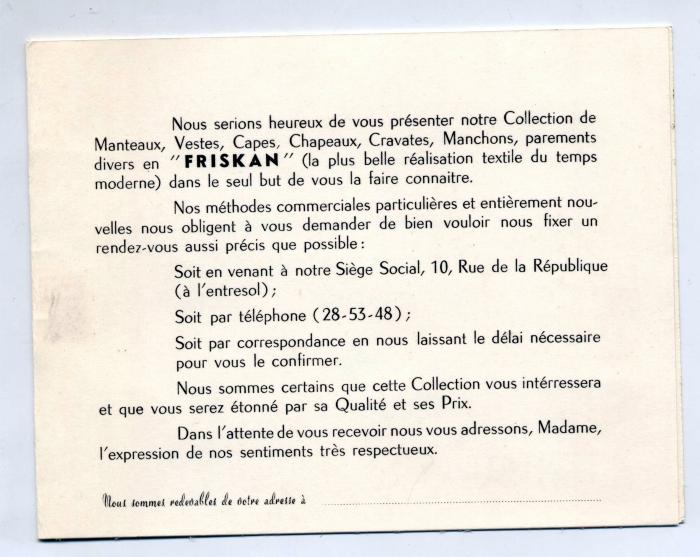 Nous serions heureux de vous présenter notre Collection de
Manteaux, Vestes, Capes, Chapeaux, Cravates, Manchons, parements
divers en "FRISKAN" (la plus belle réalisation textile du temps
moderne) dans le seul but de vous la faire connaitre.
Nos méthodes commerciales particulières et entièrement nou-
velles nous obligent à vous demander de bien vouloir nous fixer un
rendez-vous aussi précis que possible :
Soit en venant à notre Siège Social, 10, Rue de la République
(à l'entresol) ;
Soit par téléphone (28-53-48) ;
Soit par correspondance en nous laissant le délai nécessaire
pour vous le confirmer.
Nous sommes certains que cette Collection vous intérressera
et que vous serez étonné par sa Qualité et ses Prix.
Dans l'attente de vous recevoir nous vous adressons, Madame,
l'expression de nos sentiments très respectueux.
Nous sommes redevables de votre adresse à